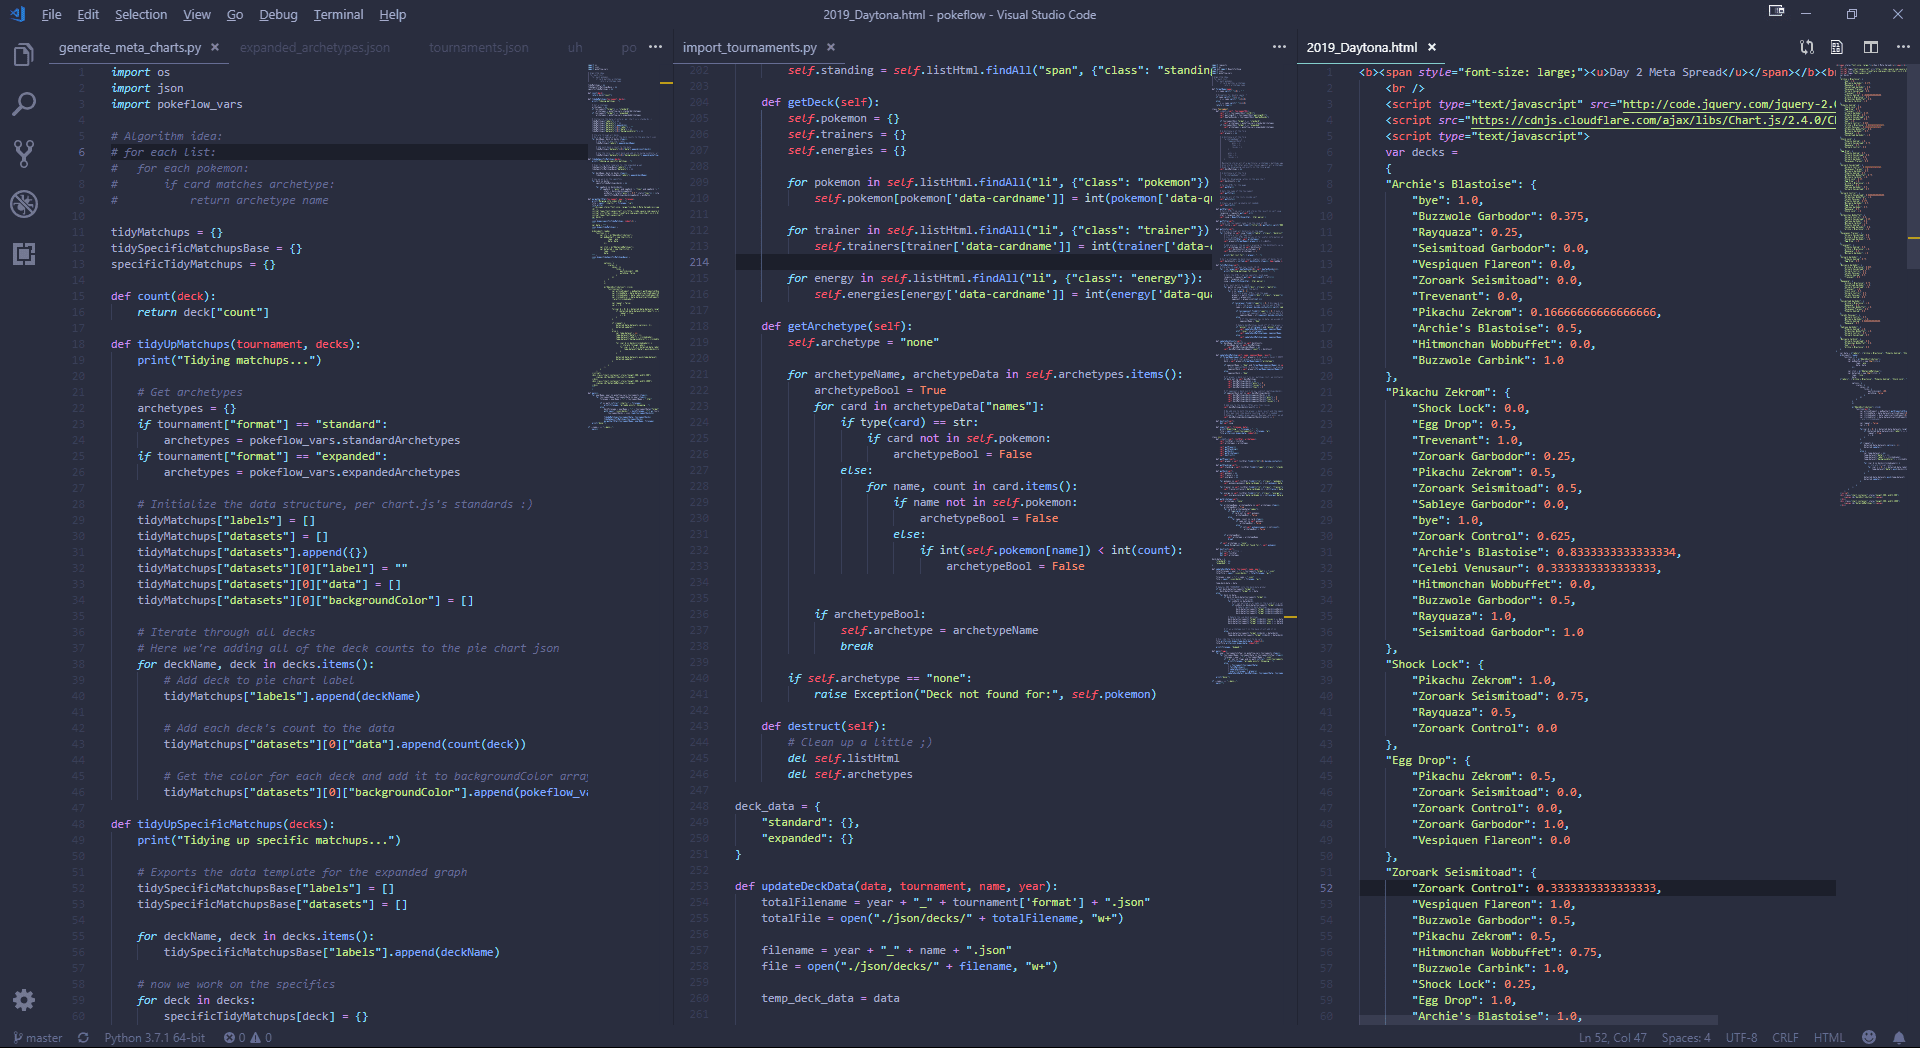 File Edit Selection View Go Debug Terminal Help
2019_Daytona.html - pokeflow - Visual Studio Code
generate_meta_charts.py × expanded_archetypes.json tournaments.json uh po ···
1 import os
2 import json
3 import pokeflow_vars
4
5 # Algorithm idea:
6 # for each list:
7 #   for each pokemon:
8 #       if card matches archetype:
9 #           return archetype name
10
11 tidyMatchups = {}
12 tidySpecificMatchupsBase = {}
13 specificTidyMatchups = {}
14
15 def count(deck):
16     return deck["count"]
17
18 def tidyUpMatchups(tournament, decks):
19     print("Tidying matchups...")
20
21     # Get archetypes
22     archetypes = {}
23     if tournament["format"] == "standard":
24         archetypes = pokeflow_vars.standardArchetypes
25     if tournament["format"] == "expanded":
26         archetypes = pokeflow_vars.expandedArchetypes
27
28     # Initialize the data structure, per chart.js's standards :)
29     tidyMatchups["labels"] = []
30     tidyMatchups["datasets"] = []
31     tidyMatchups["datasets"].append({})
32     tidyMatchups["datasets"][0]["label"] = ""
33     tidyMatchups["datasets"][0]["data"] = []
34     tidyMatchups["datasets"][0]["backgroundColor"] = []
35
36     # Iterate through all decks
37     # Here we're adding all of the deck counts to the pie chart json
38     for deckName, deck in decks.items():
39         # Add deck to pie chart label
40         tidyMatchups["labels"].append(deckName)
41
42         # Add each deck's count to the data
43         tidyMatchups["datasets"][0]["data"].append(count(deck))
44
45         # Get the color for each deck and add it to backgroundColor array
46         tidyMatchups["datasets"][0]["backgroundColor"].append(pokeflow_va
47
48 def tidyUpSpecificMatchups(decks):
49     print("Tidying up specific matchups...")
50
51     # Exports the data template for the expanded graph
52     tidySpecificMatchupsBase["labels"] = []
53     tidySpecificMatchupsBase["datasets"] = []
54
55     for deckName, deck in decks.items():
56         tidySpecificMatchupsBase["labels"].append(deckName)
57
58     # now we work on the specifics
59     for deck in decks:
60         specificTidyMatchups[deck] = {}
import_tournaments.py × ···
202         self.standing = self.listHtml.findAll("span", {"class": "standing
203
204     def getDeck(self):
205         self.pokemon = {}
206         self.trainers = {}
207         self.energies = {}
208
209         for pokemon in self.listHtml.findAll("li", {"class": "pokemon"})
210             self.pokemon[pokemon['data-cardname']] = int(pokemon['data-qu
211
212         for trainer in self.listHtml.findAll("li", {"class": "trainer"})
213             self.trainers[trainer['data-cardname']] = int(trainer['data-
214
215         for energy in self.listHtml.findAll("li", {"class": "energy"}):
216             self.energies[energy['data-cardname']] = int(energy['data-qua
217
218     def getArchetype(self):
219         self.archetype = "none"
220
221         for archetypeName, archetypeData in self.archetypes.items():
222             archetypeBool = True
223             for card in archetypeData["names"]:
224                 if type(card) == str:
225                     if card not in self.pokemon:
226                         archetypeBool = False
227                 else:
228                     for name, count in card.items():
229                         if name not in self.pokemon:
230                             archetypeBool = False
231                         else:
232                             if int(self.pokemon[name]) < int(count):
233                                 archetypeBool = False
234
235
236             if archetypeBool:
237                 self.archetype = archetypeName
238                 break
239
240         if self.archetype == "none":
241             raise Exception("Deck not found for:", self.pokemon)
242
243     def destruct(self):
244         # Clean up a little ;)
245         del self.listHtml
246         del self.archetypes
247
248 deck_data = {
249     "standard": {},
250     "expanded": {}
251 }
252
253 def updateDeckData(data, tournament, name, year):
254     totalFilename = year + "_" + tournament['format'] + ".json"
255     totalFile = open("./json/decks/" + totalFilename, "w+")
256
257     filename = year + "_" + name + ".json"
258     file = open("./json/decks/" + filename, "w+")
259
260     temp_deck_data = data
261
2019_Daytona.html × ···
1 <b><span style="font-size: large;"><u>Day 2 Meta Spread</u></span></b><b
2     <br />
3     <script type="text/javascript" src="http://code.jquery.com/jquery-2.
4     <script src="https://cdnjs.cloudflare.com/ajax/libs/Chart.js/2.4.0/C
5     <script type="text/javascript">
6     var decks =
7     {
8     "Archie's Blastoise": {
9         "bye": 1.0,
10         "Buzzwole Garbodor": 0.375,
11         "Rayquaza": 0.25,
12         "Seismitoad Garbodor": 0.0,
13         "Vespiquen Flareon": 0.0,
14         "Zoroark Seismitoad": 0.0,
15         "Trevenant": 0.0,
16         "Pikachu Zekrom": 0.16666666666666666,
17         "Archie's Blastoise": 0.5,
18         "Hitmonchan Wobbuffet": 0.0,
19         "Buzzwole Carbink": 1.0
20     },
21     "Pikachu Zekrom": {
22         "Shock Lock": 0.0,
23         "Egg Drop": 0.5,
24         "Trevenant": 1.0,
25         "Zoroark Garbodor": 0.25,
26         "Pikachu Zekrom": 0.5,
27         "Zoroark Seismitoad": 0.5,
28         "Sableye Garbodor": 0.0,
29         "bye": 1.0,
30         "Zoroark Control": 0.625,
31         "Archie's Blastoise": 0.8333333333333334,
32         "Celebi Venusaur": 0.3333333333333333,
33         "Hitmonchan Wobbuffet": 0.0,
34         "Buzzwole Garbodor": 0.5,
35         "Rayquaza": 1.0,
36         "Seismitoad Garbodor": 1.0
37     },
38     "Shock Lock": {
39         "Pikachu Zekrom": 1.0,
40         "Zoroark Seismitoad": 0.75,
41         "Rayquaza": 0.5,
42         "Zoroark Control": 0.0
43     },
44     "Egg Drop": {
45         "Pikachu Zekrom": 0.5,
46         "Zoroark Seismitoad": 0.0,
47         "Zoroark Control": 0.0,
48         "Zoroark Garbodor": 1.0,
49         "Vespiquen Flareon": 0.0
50     },
51     "Zoroark Seismitoad": {
52         "Zoroark Control": 0.3333333333333333,
53         "Vespiquen Flareon": 1.0,
54         "Buzzwole Garbodor": 0.5,
55         "Pikachu Zekrom": 0.5,
56         "Hitmonchan Wobbuffet": 0.75,
57         "Buzzwole Carbink": 1.0,
58         "Shock Lock": 0.25,
59         "Egg Drop": 1.0,
60         "Archie's Blastoise": 1.0,
master Python 3.7.1 64-bit 0 0 Ln 52, Col 47 Spaces: 4 UTF-8 CRLF HTML